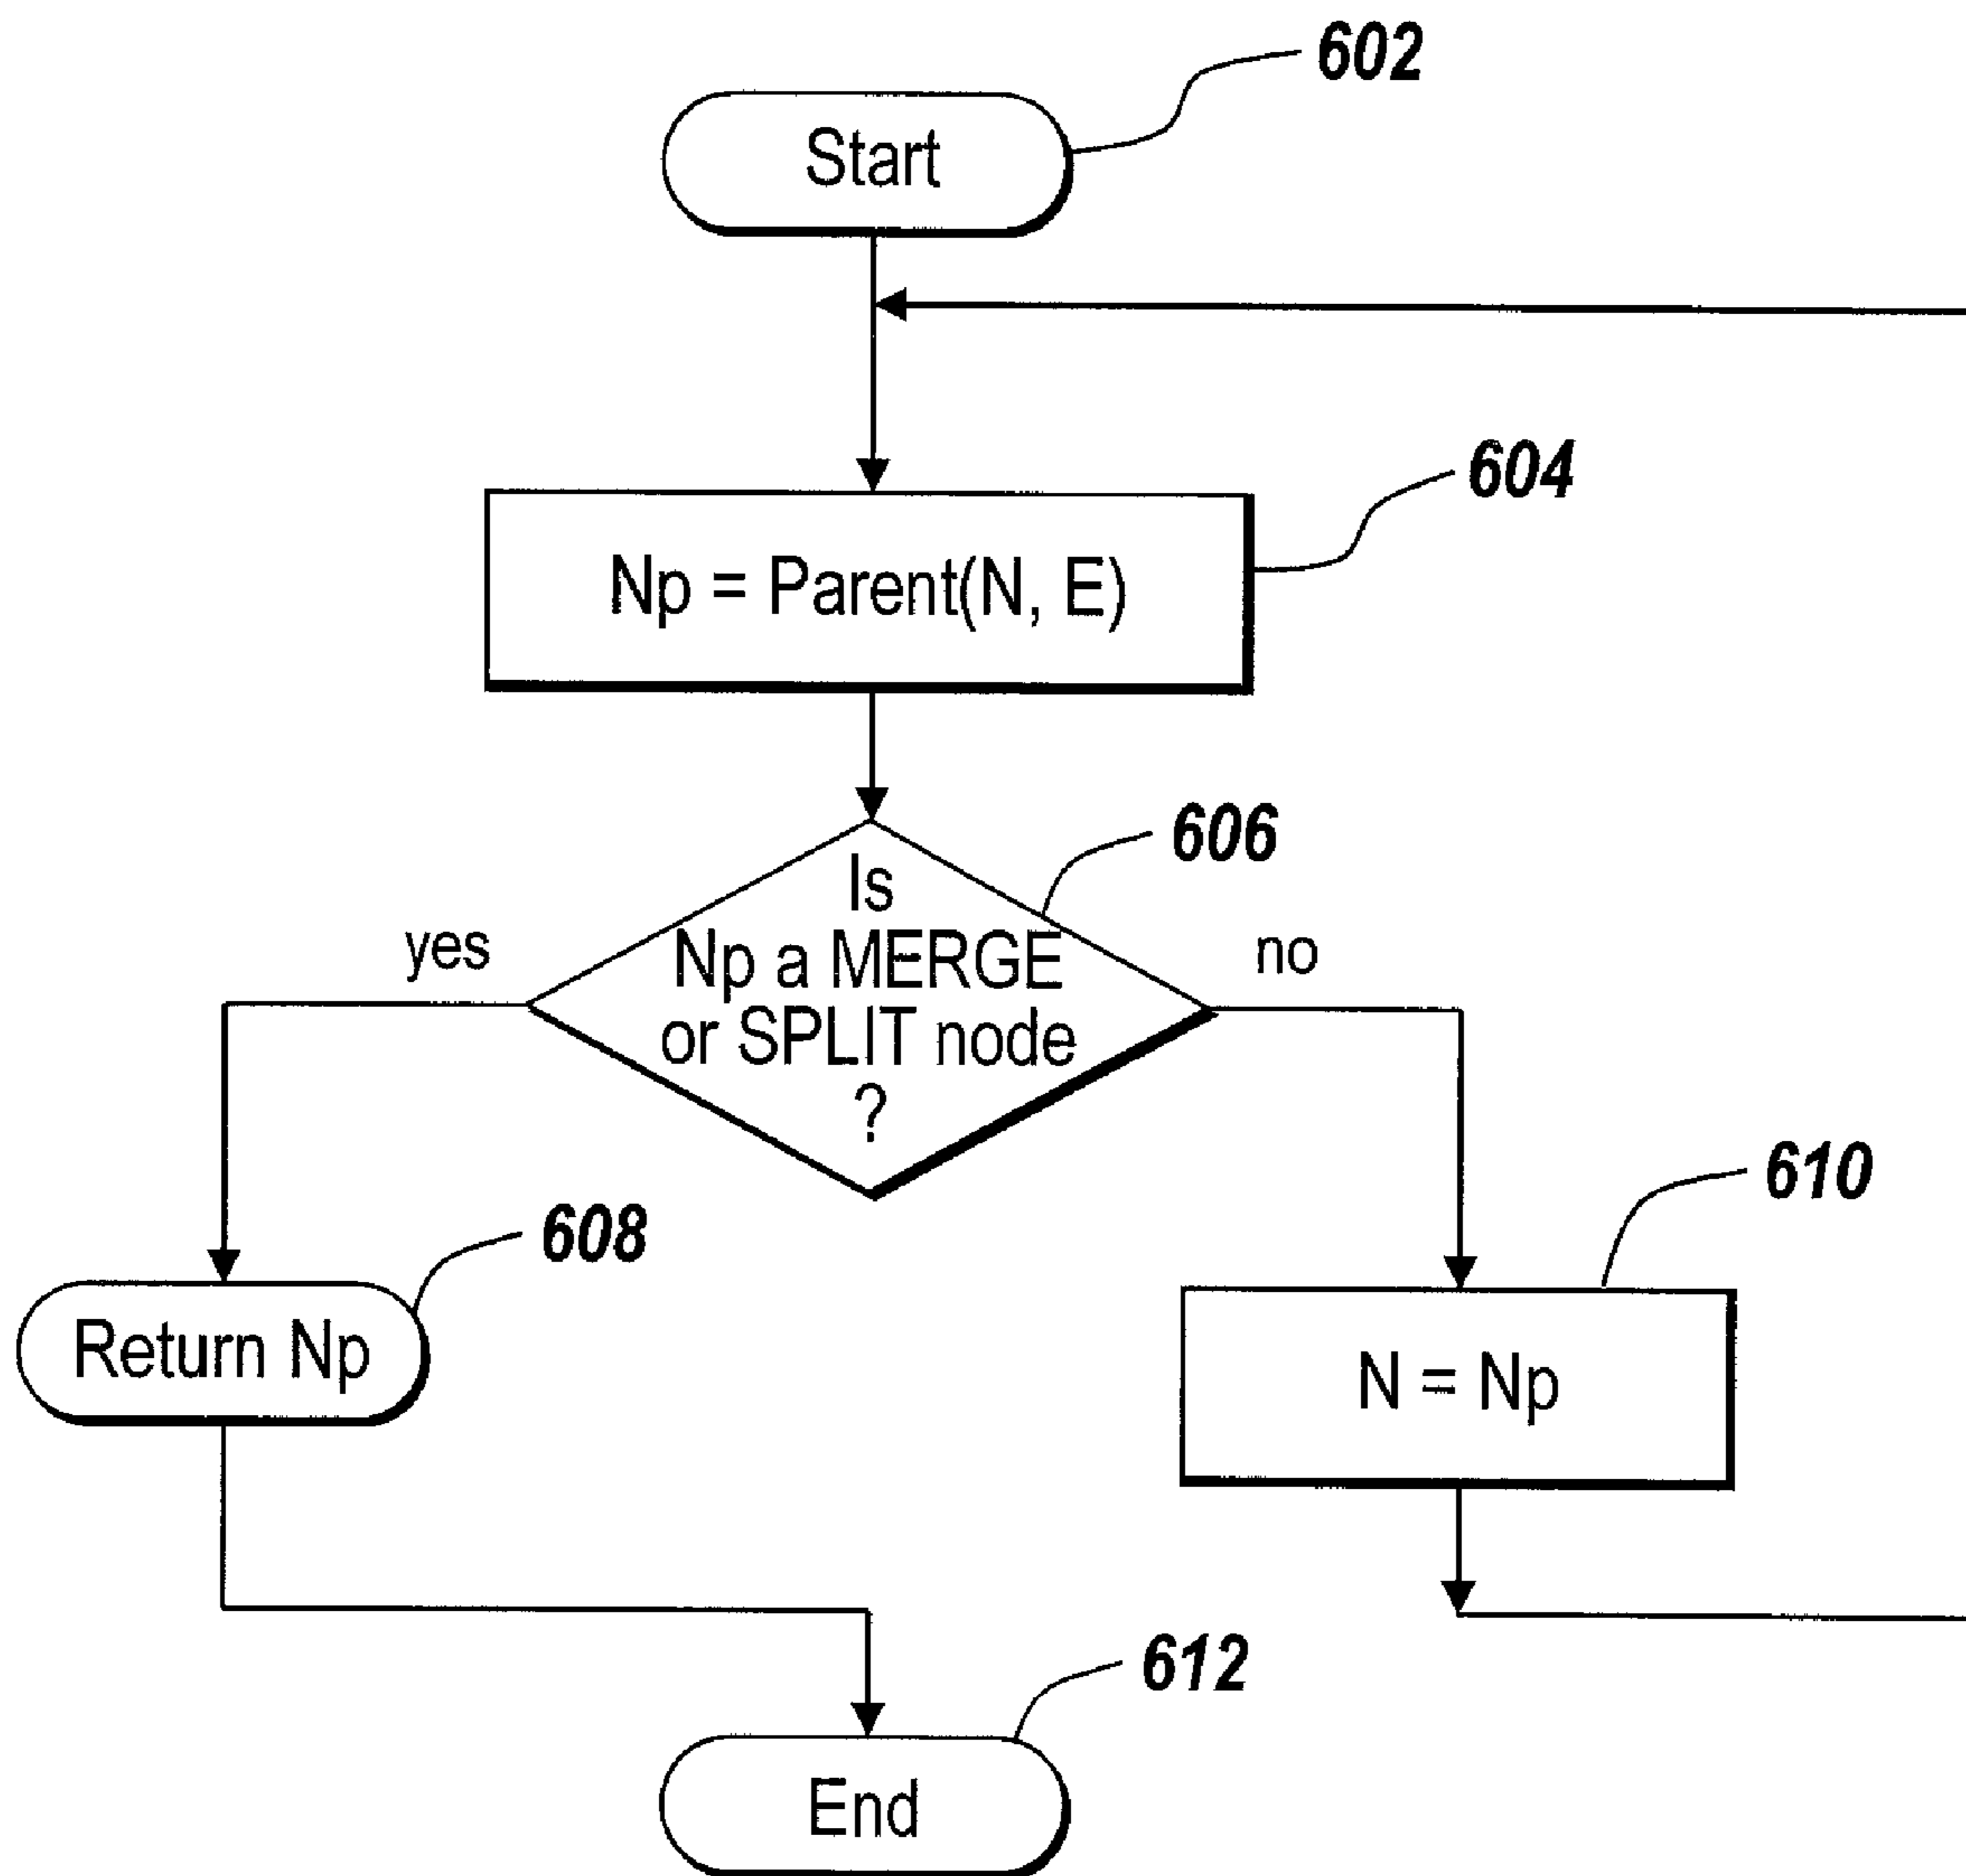 602
Start
604
Np = Parent(N, E)
606
Is
Np a MERGE
or SPLIT node
?
yes
no
608
Return Np
610
N = Np
612
End